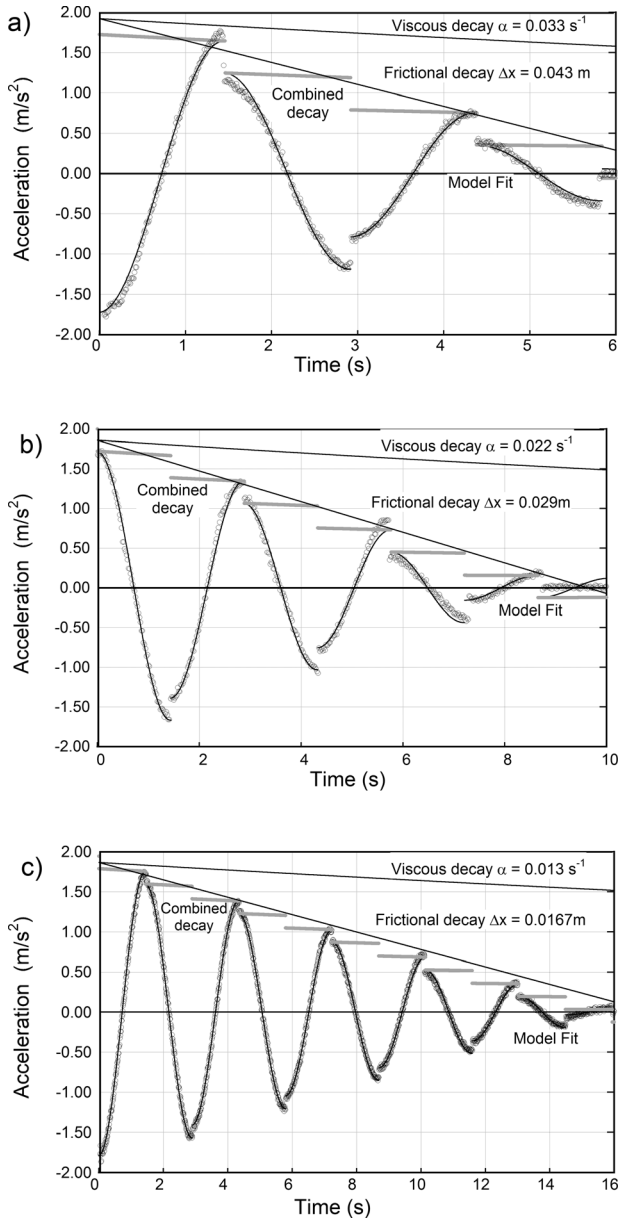 a)
2.00
1.50
1.00
0.50
0.00
-0.50
-1.00
-1.50
-2.00
Acceleration (m/s²)
Viscous decay α = 0.033 s⁻¹
Frictional decay Δx = 0.043 m
Combined
decay
Model Fit
0 1 2 3 4 5 6
Time (s)
b)
2.00
1.50
1.00
0.50
0.00
-0.50
-1.00
-1.50
-2.00
Acceleration (m/s²)
Viscous decay α = 0.022 s⁻¹
Combined
decay
Frictional decay Δx = 0.029m
Model Fit
0 2 4 6 8 10
Time (s)
c)
2.00
1.50
1.00
0.50
0.00
-0.50
-1.00
-1.50
-2.00
Acceleration (m/s²)
Viscous decay α = 0.013 s⁻¹
Combined
decay
Frictional decay Δx = 0.0167m
Model Fit
0 2 4 6 8 10 12 14 16
Time (s)